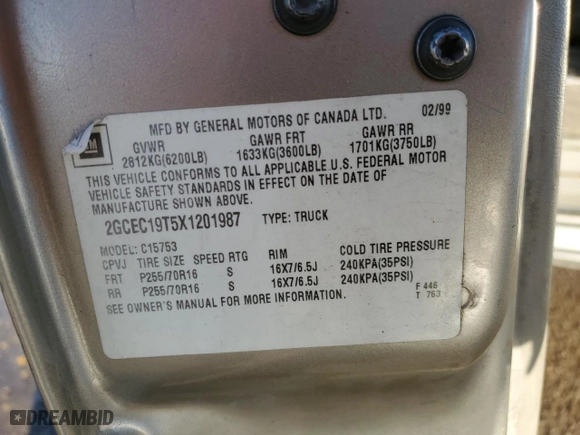 MFD BY GENERAL MOTORS OF CANADA LTD. 02/99
GM
GVWR GAWR FRT GAWR RR
2812KG(6200LB) 1633KG(3600LB) 1701KG(3750LB)
THIS VEHICLE CONFORMS TO ALL APPLICABLE U.S. FEDERAL MOTOR
VEHICLE SAFETY STANDARDS IN EFFECT ON THE DATE OF
MANUFACTURE SHOWN ABOVE.
2GCEC19T5X1201987 TYPE: TRUCK
MODEL: C15753
CPVJ TIRE SIZE SPEED RTG RIM COLD TIRE PRESSURE
FRT P255/70R16 S 16X7/6.5J 240KPA(35PSI)
RR P255/70R16 S 16X7/6.5J 240KPA(35PSI)
SEE OWNER'S MANUAL FOR MORE INFORMATION.
F 446
T 763
DREAMBID